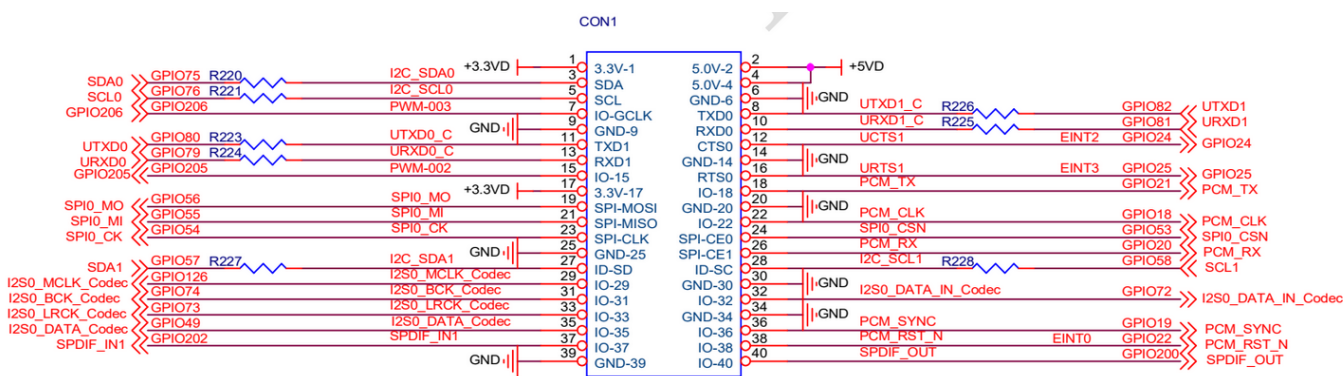 CON1
1 2
+3.3VD 3.3V-1 5.0V-2 +5VD
SDA0 GPIO75 R220 I2C_SDA0 3 SDA 5.0V-4 4
SCL0 GPIO76 R221 I2C_SCL0 5 SCL GND-6 6 GND
GPIO206 GPIO206 PWM-003 7 IO-GCLK TXD0 8 UTXD1_C R226 GPIO82 UTXD1
GND 9 GND-9 RXD0 10 URXD1_C R225 GPIO81 URXD1
UTXD0 GPIO80 R223 UTXD0_C 11 TXD1 CTS0 12 UCTS1 EINT2 GPIO24 GPIO24
URXD0 GPIO79 R224 URXD0_C 13 RXD1 GND-14 14 GND
GPIO205 GPIO205 PWM-002 15 IO-15 RTS0 16 URTS1 EINT3 GPIO25 GPIO25
+3.3VD 17 3.3V-17 IO-18 18 PCM_TX GPIO21 PCM_TX
SPI0_MO GPIO56 SPI0_MO 19 SPI-MOSI GND-20 20 GND
SPI0_MI GPIO55 SPI0_MI 21 SPI-MISO IO-22 22 PCM_CLK GPIO18 PCM_CLK
SPI0_CK GPIO54 SPI0_CK 23 SPI-CLK SPI-CE0 24 SPI0_CSN GPIO53 SPI0_CSN
GND 25 GND-25 SPI-CE1 26 PCM_RX GPIO20 PCM_RX
SDA1 GPIO57 R227 I2C_SDA1 27 ID-SD ID-SC 28 I2C_SCL1 R228 GPIO58 SCL1
I2S0_MCLK_Codec GPIO126 I2S0_MCLK_Codec 29 IO-29 GND-30 30 GND
I2S0_BCK_Codec GPIO74 I2S0_BCK_Codec 31 IO-31 IO-32 32 I2S0_DATA_IN_Codec GPIO72 I2S0_DATA_IN_Codec
I2S0_LRCK_Codec GPIO73 I2S0_LRCK_Codec 33 IO-33 GND-34 34 GND
I2S0_DATA_Codec GPIO49 I2S0_DATA_Codec 35 IO-35 IO-36 36 PCM_SYNC GPIO19 PCM_SYNC
SPDIF_IN1 GPIO202 SPDIF_IN1 37 IO-37 IO-38 38 PCM_RST_N EINT0 GPIO22 PCM_RST_N
GND 39 GND-39 IO-40 40 SPDIF_OUT GPIO200 SPDIF_OUT